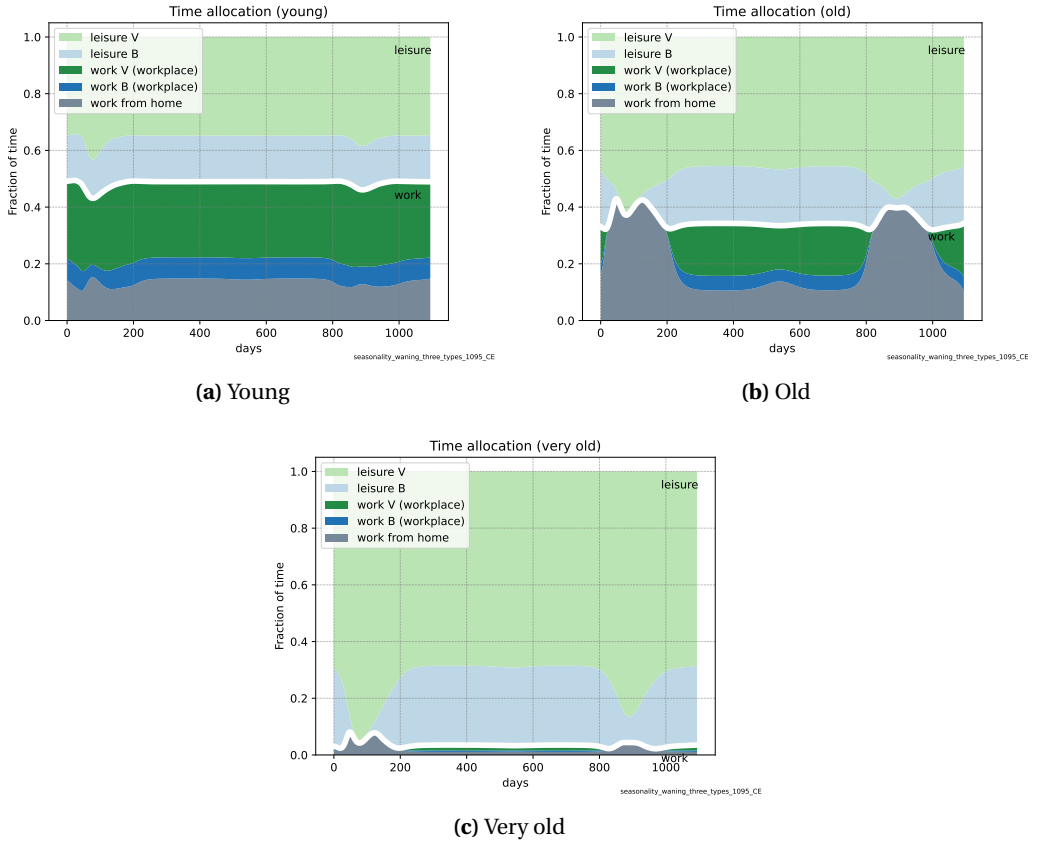 Time allocation (young)
1.0
0.8
0.6
0.4
0.2
0.0
Fraction of time
leisure V
leisure B
work V (workplace)
work B (workplace)
work from home
leisure
work
0 200 400 600 800 1000
days
seasonality_waning_three_types_1095_CE
(a) Young
Time allocation (old)
1.0
0.8
0.6
0.4
0.2
0.0
Fraction of time
leisure V
leisure B
work V (workplace)
work B (workplace)
work from home
leisure
work
0 200 400 600 800 1000
days
seasonality_waning_three_types_1095_CE
(b) Old
Time allocation (very old)
1.0
0.8
0.6
0.4
0.2
0.0
Fraction of time
leisure V
leisure B
work V (workplace)
work B (workplace)
work from home
leisure
work
0 200 400 600 800 1000
days
seasonality_waning_three_types_1095_CE
(c) Very old